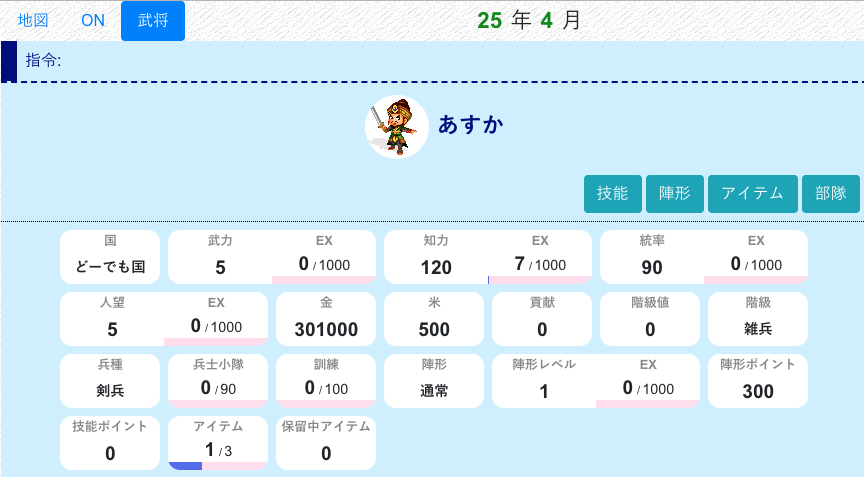 地図 ON 武将 25 年 4 月
指令:
あすか
技能 陣形 アイテム 部隊
国 武力 EX 知力 EX 統率 EX
どーでも国 5 0 / 1000 120 7 / 1000 90 0 / 1000
人望 EX 金 米 貢献 階級値 階級
5 0 / 1000 301000 500 0 0 雑兵
兵種 兵士小隊 訓練 陣形 陣形レベル EX 陣形ポイント
剣兵 0 / 90 0 / 100 通常 1 0 / 1000 300
技能ポイント アイテム 保留中アイテム
0 1 / 3 0